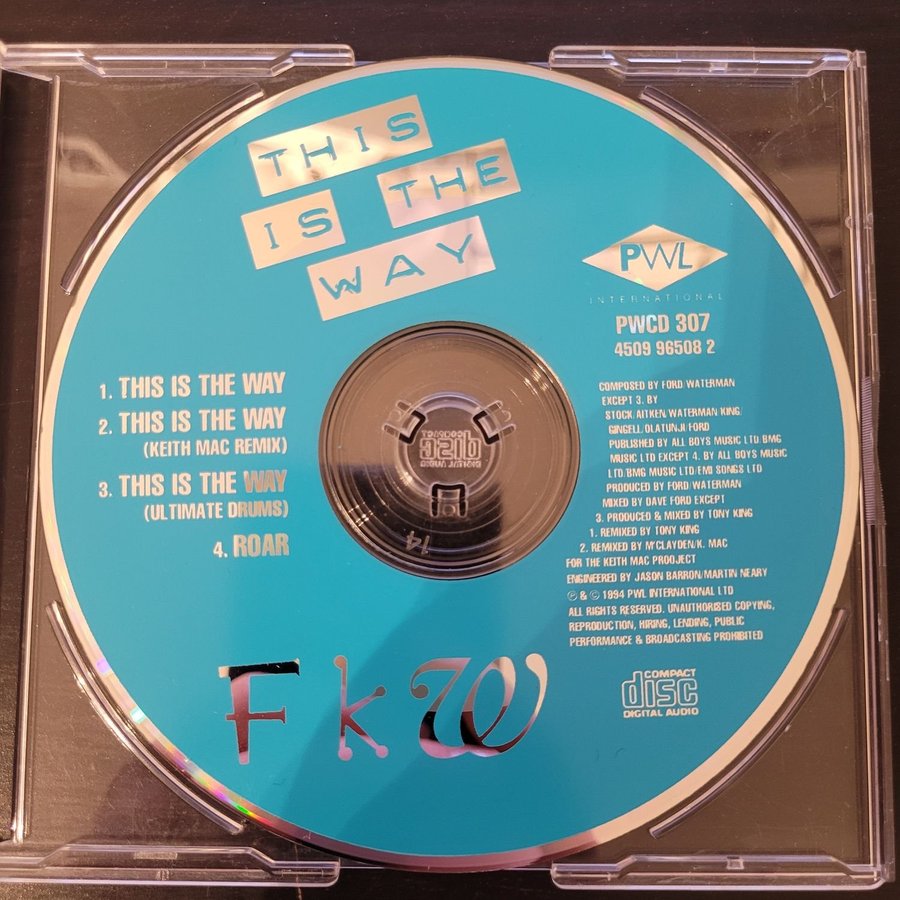 THIS
IS THE
WAY
PWL
INTERNATIONAL
PWCD 307
4509 96508 2
1. THIS IS THE WAY
2. THIS IS THE WAY
(KEITH MAC REMIX)
3. THIS IS THE WAY
(ULTIMATE DRUMS)
4. ROAR
COMPOSED BY FORD WATERMAN
EXCEPT 3. BY
STOCK/AITKEN/WATERMAN/KING/
GINGELL/OLATUNJI/FORD
PUBLISHED BY ALL BOYS MUSIC LTD/BMG
MUSIC LTD EXCEPT 4. BY ALL BOYS MUSIC
LTD/BMG MUSIC LTD/EMI SONGS LTD
PRODUCED BY FORD WATERMAN
MIXED BY DAVE FORD EXCEPT
3. PRODUCED & MIXED BY TONY KING
1. REMIXED BY TONY KING
2. REMIXED BY M'CLAYDEN/K. MAC
FOR THE KEITH MAC PROOJECT
ENGINEERED BY JASON BARRON/MARTIN NEARY
℗ & © 1994 PWL INTERNATIONAL LTD
ALL RIGHTS RESERVED. UNAUTHORISED COPYING,
REPRODUCTION, HIRING, LENDING, PUBLIC
PERFORMANCE & BROADCASTING PROHIBITED
COMPACT
disc
DIGITAL AUDIO
FkW
COMPACT
disc
DIGITAL AUDIO
14